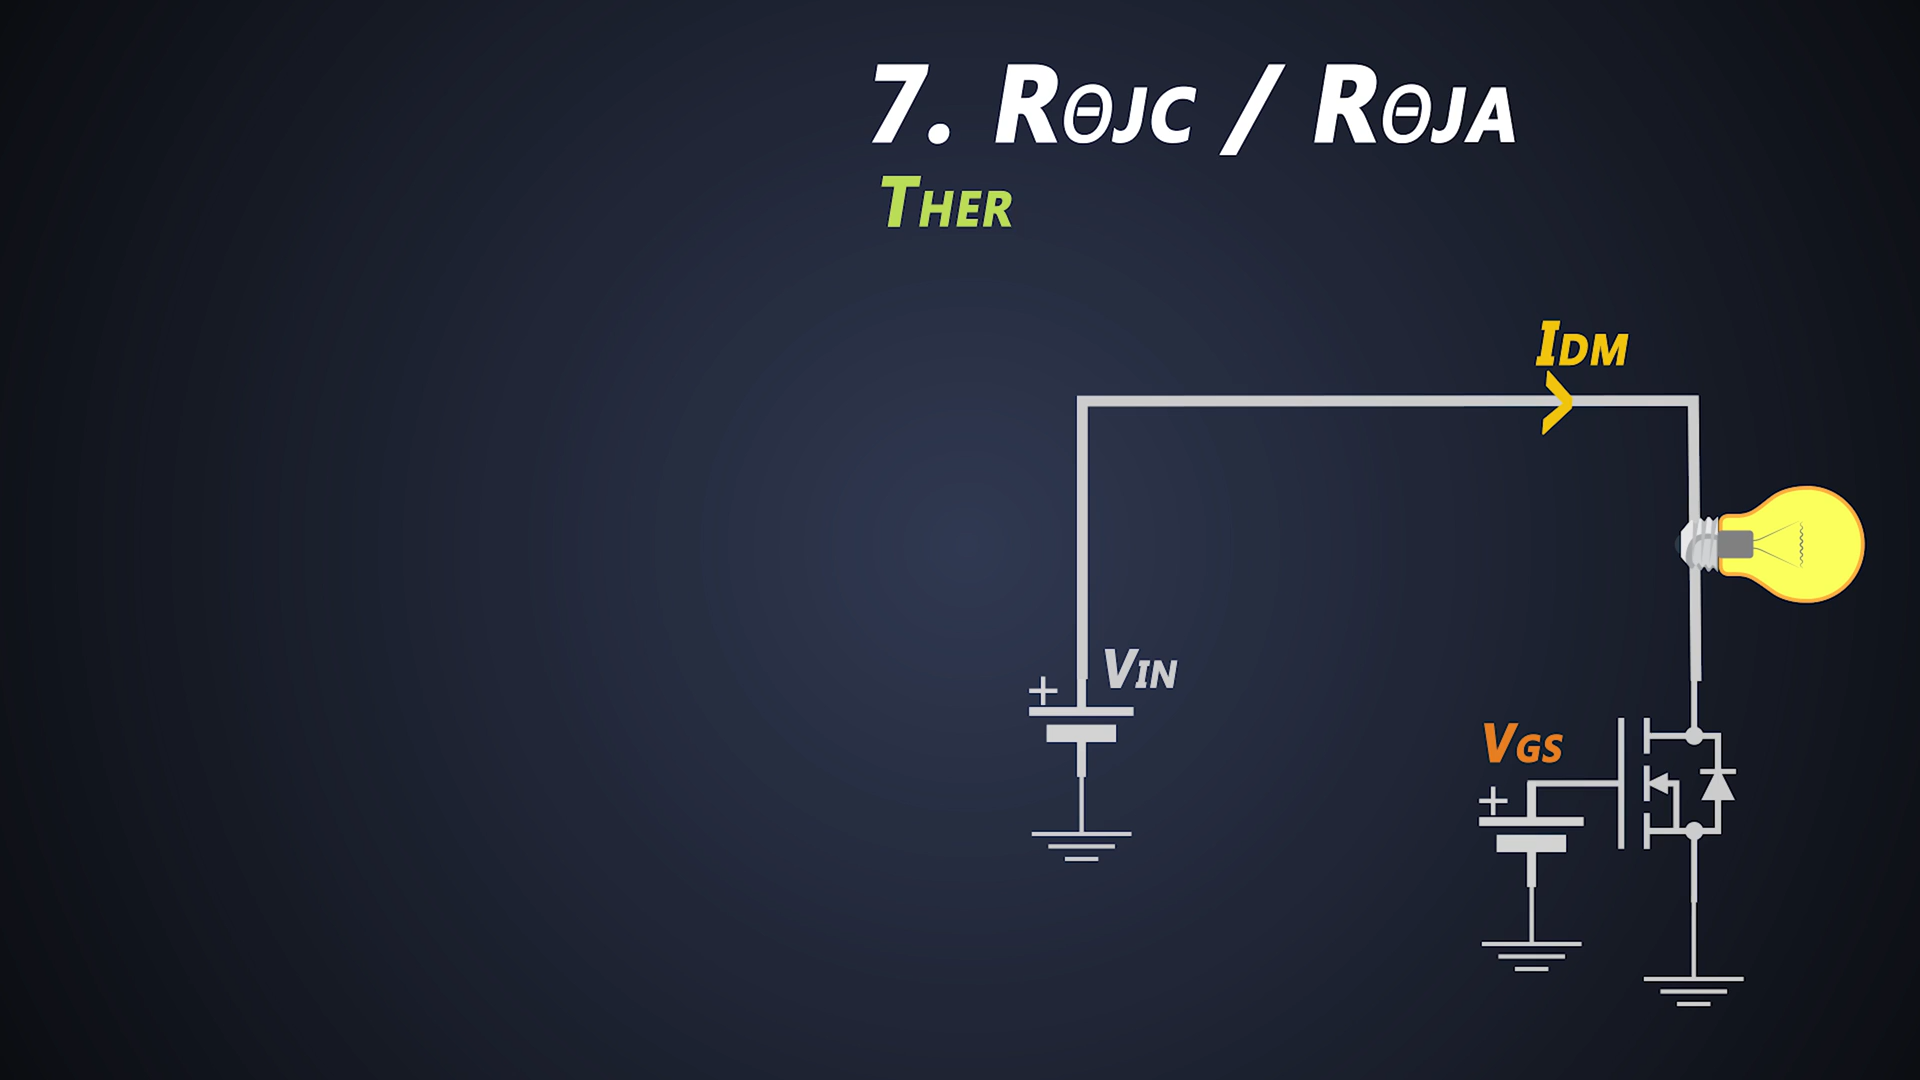 7. RΘJC / RΘJA
THER
IDM
+ VIN
VGS
+